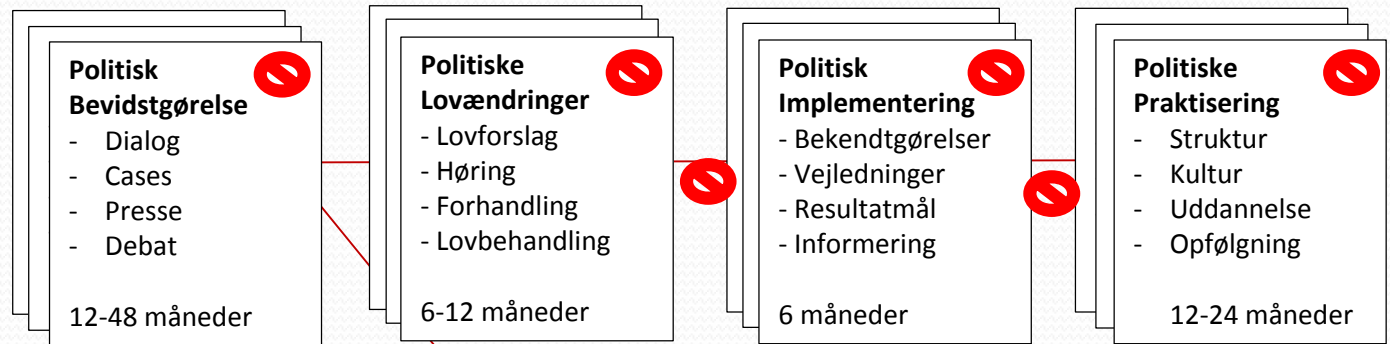 Politisk
Bevidstgørelse
- Dialog
- Cases
- Presse
- Debat
12-48 måneder
Politiske
Lovændringer
- Lovforslag
- Høring
- Forhandling
- Lovbehandling
6-12 måneder
Politisk
Implementering
- Bekendtgørelser
- Vejledninger
- Resultatmål
- Informering
6 måneder
Politiske
Praktisering
- Struktur
- Kultur
- Uddannelse
- Opfølgning
12-24 måneder